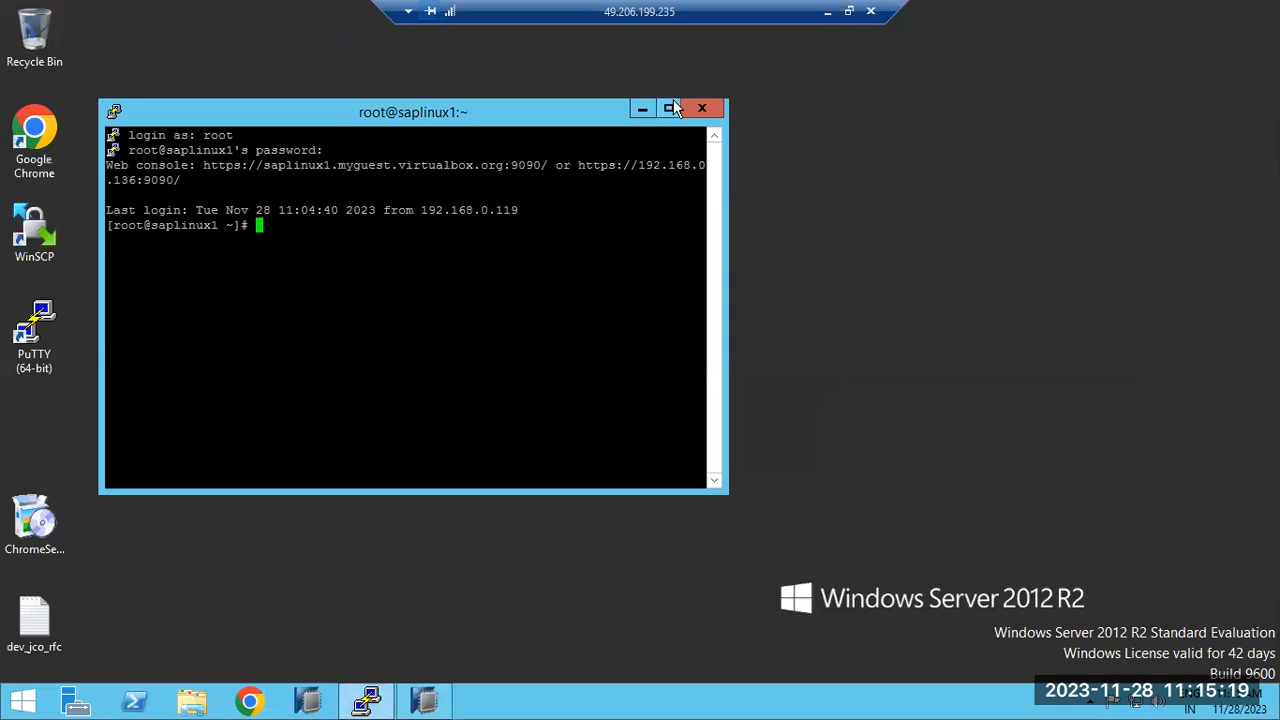 49.206.199.235
Recycle Bin
Google
Chrome
WinSCP
PuTTY
(64-bit)
ChromeSe...
dev_jco_rfc
root@saplinux1:~
login as: root
root@saplinux1's password:
Web console: https://saplinux1.myguest.virtualbox.org:9090/ or https://192.168.0
.136:9090/
Last login: Tue Nov 28 11:04:40 2023 from 192.168.0.119
[root@saplinux1 ~]#
Windows Server 2012 R2
Windows Server 2012 R2 Standard Evaluation
Windows License valid for 42 days
Build 9600
2023-11-28 11:15:19
IN
11/28/2023